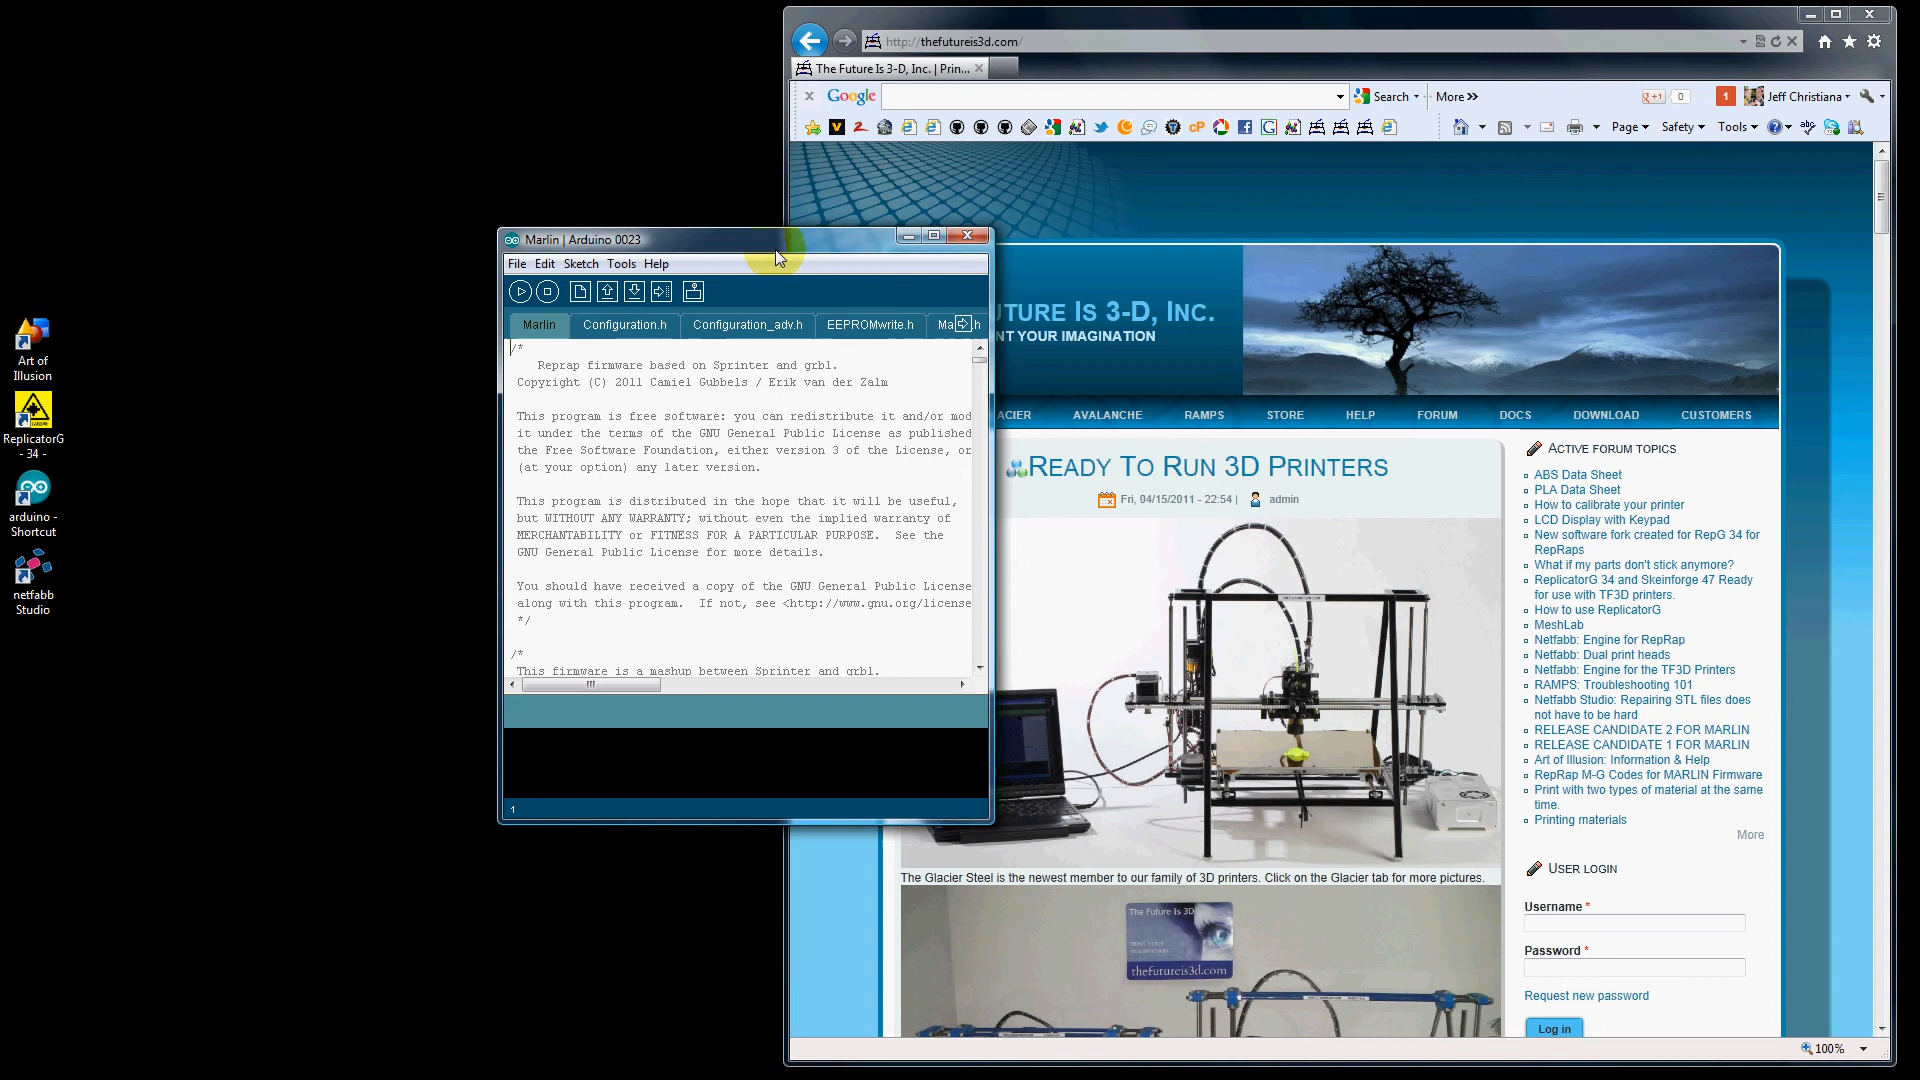 Art of
Illusion
ReplicatorG
- 34 -
arduino -
Shortcut
netfabb
Studio
Marlin | Arduino 0023
File Edit Sketch Tools Help
Marlin Configuration.h Configuration_adv.h EEPROMwrite.h
/*
Reprap firmware based on Sprinter and grbl.
Copyright (C) 2011 Camiel Gubbels / Erik van der Zalm
This program is free software: you can redistribute it and/or mod
it under the terms of the GNU General Public License as published
the Free Software Foundation, either version 3 of the License, or
(at your option) any later version.
This program is distributed in the hope that it will be useful,
but WITHOUT ANY WARRANTY; without even the implied warranty of
MERCHANTABILITY or FITNESS FOR A PARTICULAR PURPOSE.  See the
GNU General Public License for more details.
You should have received a copy of the GNU General Public License
along with this program.  If not, see <http://www.gnu.org/license
*/
/*
This firmware is a mashup between Sprinter and grbl.
1
http://thefutureis3d.com/
The Future Is 3-D, Inc. | Prin...
x Google Search More >> +1 0 1 Jeff Christiana
Page Safety Tools
UTURE IS 3-D, INC.
NT YOUR IMAGINATION
ACIER AVALANCHE RAMPS STORE HELP FORUM DOCS DOWNLOAD CUSTOMERS
READY TO RUN 3D PRINTERS
Fri, 04/15/2011 - 22:54 | admin
The Glacier Steel is the newest member to our family of 3D printers. Click on the Glacier tab for more pictures.
The Future Is 3D
PRINT YOUR
IMAGINATION
thefutureis3d.com
ACTIVE FORUM TOPICS
ABS Data Sheet
PLA Data Sheet
How to calibrate your printer
LCD Display with Keypad
New software fork created for RepG 34 for
RepRaps
What if my parts don't stick anymore?
ReplicatorG 34 and Skeinforge 47 Ready
for use with TF3D printers.
How to use ReplicatorG
MeshLab
Netfabb: Engine for RepRap
Netfabb: Dual print heads
Netfabb: Engine for the TF3D Printers
RAMPS: Troubleshooting 101
Netfabb Studio: Repairing STL files does
not have to be hard
RELEASE CANDIDATE 2 FOR MARLIN
RELEASE CANDIDATE 1 FOR MARLIN
Art of Illusion: Information & Help
RepRap M-G Codes for MARLIN Firmware
Print with two types of material at the same
time.
Printing materials
More
USER LOGIN
Username *
Password *
Request new password
Log in
100%